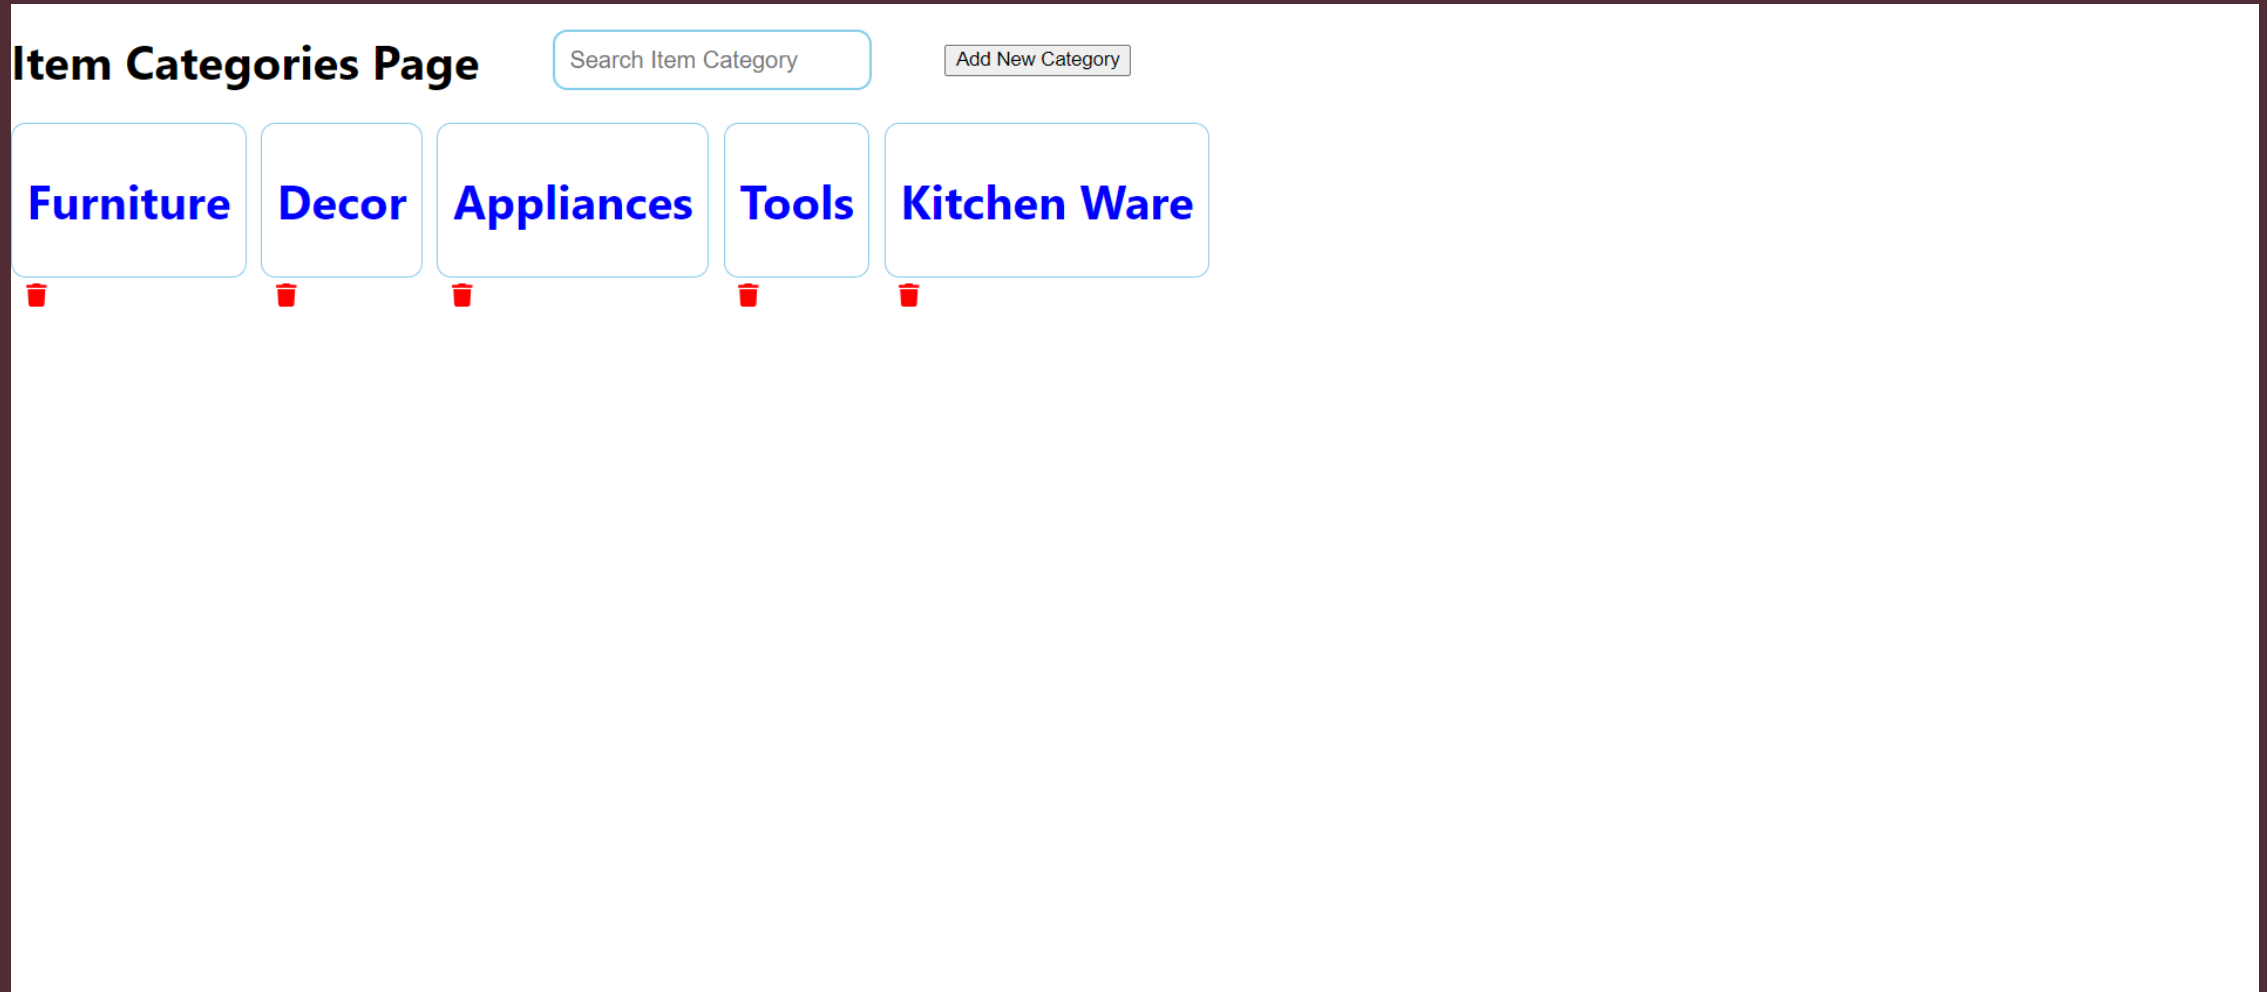 Item Categories Page Search Item Category Add New Category
Furniture Decor Appliances Tools Kitchen Ware